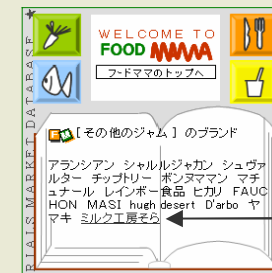 WELCOME TO
FOOD MAMA
フードママのトップへ
RIALS MARKET DATABASE
[その他のジャム] のブランド
アランシアン シャルルジャカン シュヴァ
ルター チップトリー ボンヌママン マチ
ュナール レインボー食品 ヒカリ FAUC
HON MASI hugh desert D'arbo ヤ
マキ ミルク工房そら